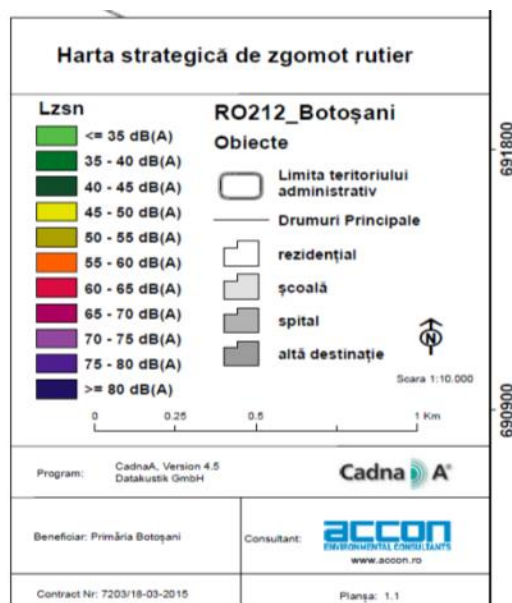 Harta strategică de zgomot rutier
Lzsn
<= 35 dB(A)
35 - 40 dB(A)
40 - 45 dB(A)
45 - 50 dB(A)
50 - 55 dB(A)
55 - 60 dB(A)
60 - 65 dB(A)
65 - 70 dB(A)
70 - 75 dB(A)
75 - 80 dB(A)
>= 80 dB(A)
RO212_Botoșani
Obiecte
Limita teritoriului
administrativ
Drumuri Principale
rezidențial
școală
spital
altă destinație
N
Scara 1:10.000
0 0.25 0.5 1 Km
691800
690900
Program: CadnaA, Version 4.5
Datakustik GmbH
Cadna A®
Beneficiar: Primăria Botoșani
Consultant:
accon
ENVIRONMENTAL CONSULTANTS
www.accon.ro
Contract Nr: 7203/18-03-2015
Planșa: 1.1